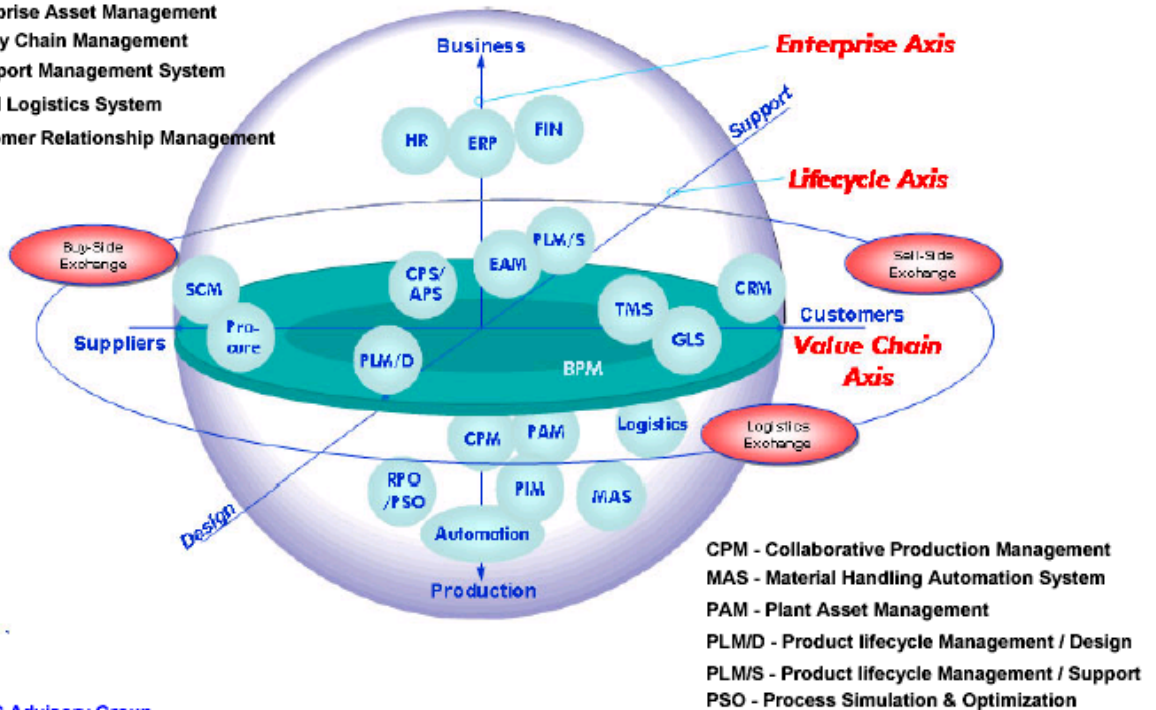 prise Asset Management
y Chain Management
port Management System
l Logistics System
omer Relationship Management
Business
Enterprise Axis
Support
HR
ERP
FIN
Lifecycle Axis
Buy-Side
Exchange
Sell-Side
Exchange
PLM/S
EAM
CPS/
APS
SCM
CRM
TMS
Pro-
cure
GLS
Customers
Suppliers
Value Chain
Axis
PLM/D
BPM
Logistics
Logistics
Exchange
CPM
PAM
RPO
/PSO
PIM
MAS
Design
Automation
Production
CPM - Collaborative Production Management
MAS - Material Handling Automation System
PAM - Plant Asset Management
PLM/D - Product lifecycle Management / Design
PLM/S - Product lifecycle Management / Support
PSO - Process Simulation & Optimization
Advisory Group